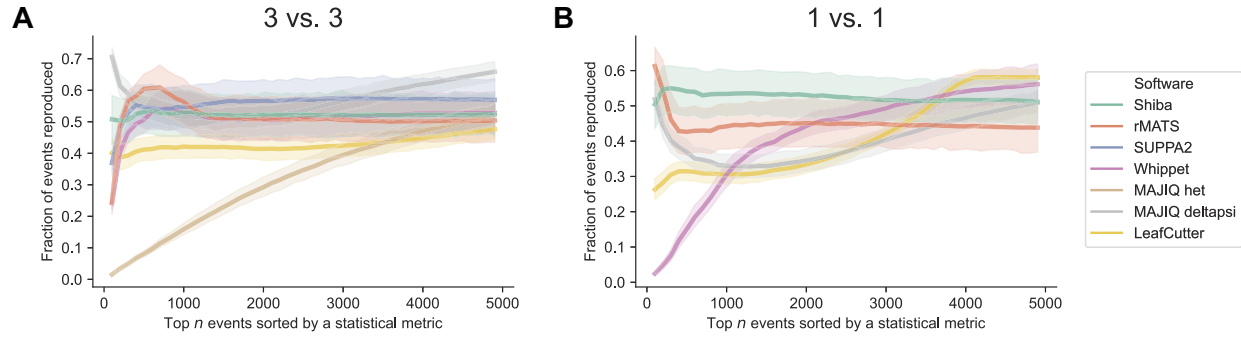 A
3 vs. 3
Fraction of events reproduced
0.7
0.6
0.5
0.4
0.3
0.2
0.1
0.0
0
1000
2000
3000
4000
5000
Top n events sorted by a statistical metric
B
1 vs. 1
Fraction of events reproduced
0.6
0.5
0.4
0.3
0.2
0.1
0.0
0
1000
2000
3000
4000
5000
Top n events sorted by a statistical metric
Software
Shiba
rMATS
SUPPA2
Whippet
MAJIQ het
MAJIQ deltapsi
LeafCutter